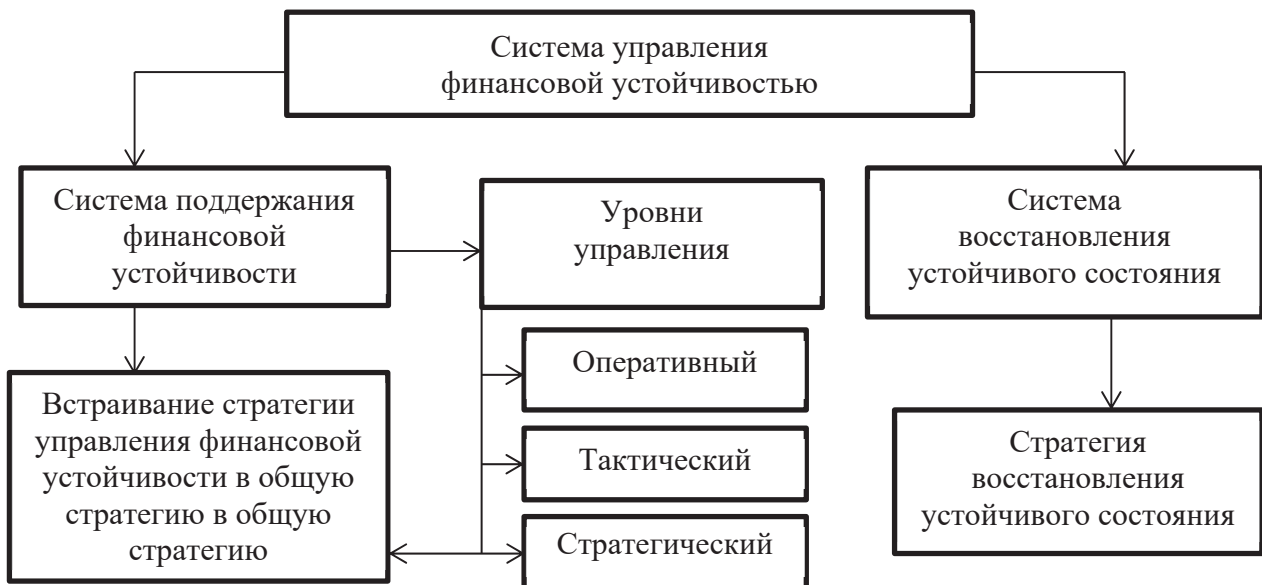 Система управления
финансовой устойчивостью
Система поддержания
финансовой
устойчивости
Уровни
управления
Система
восстановления
устойчивого состояния
Оперативный
Встраивание стратегии
управления финансовой
устойчивости в общую
стратегию в общую
стратегию
Тактический
Стратегический
Стратегия
восстановления
устойчивого состояния